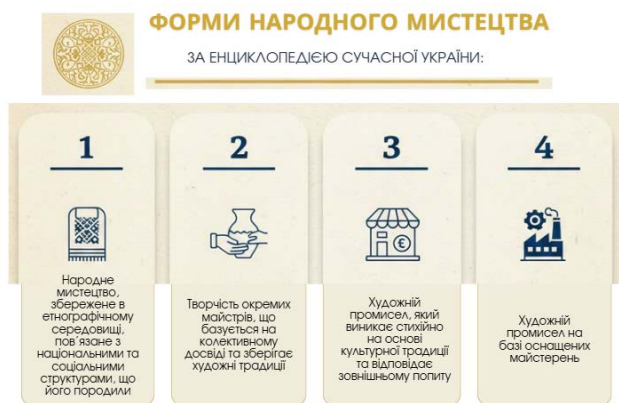 ФОРМИ НАРОДНОГО МИСТЕЦТВА
ЗА ЕНЦИКЛОПЕДІЄЮ СУЧАСНОЇ УКРАЇНИ:
1
Народне
мистецтво,
збережене в
етнографічному
середовищі,
пов᾽язане з
національними та
соціальними
структурами, що
його породили
2
Творчість окремих
майстрів, що
базується на
колективному
досвіді та зберігає
художні традиції
3
€
Художній
промисел, який
виникає стихійно
на основі
культурної традиції
та відповідає
зовнішньому попиту
4
Художній
промисел на
базі оснащених
майстерень